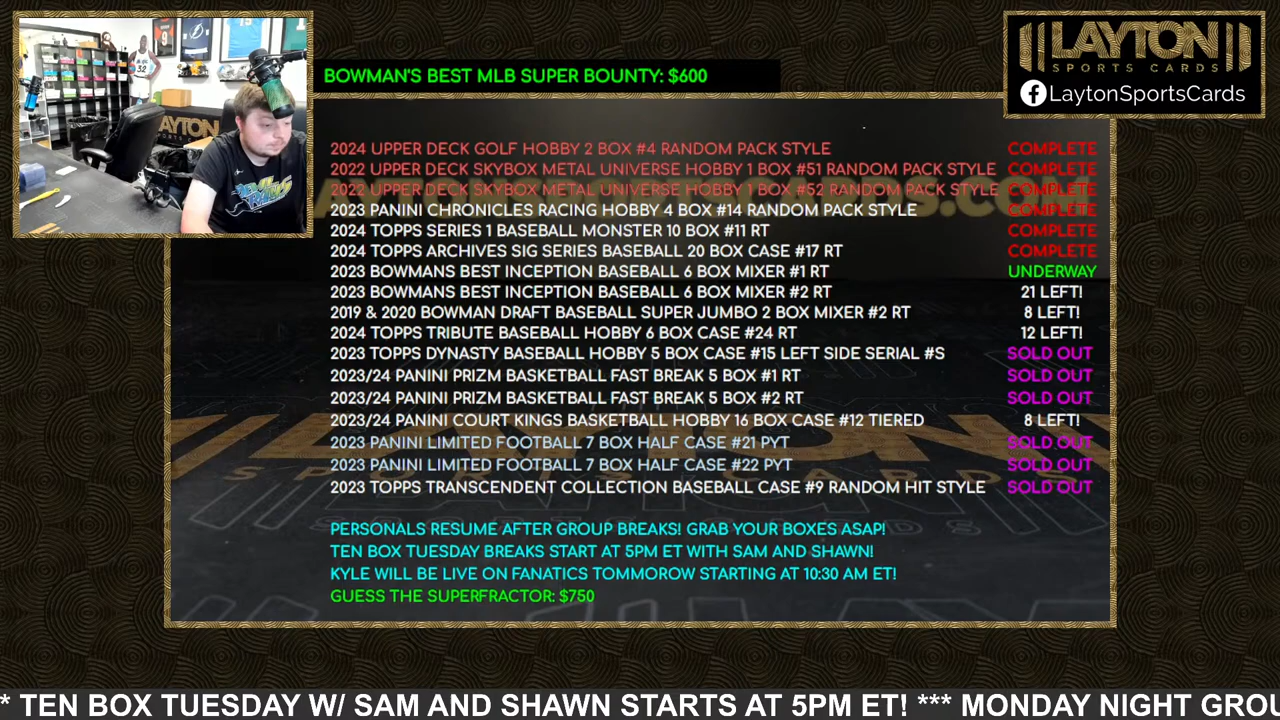 BOWMAN'S BEST MLB SUPER BOUNTY: $600
LAYTON
SPORTS CARDS
LaytonSportsCards
2024 UPPER DECK GOLF HOBBY 2 BOX #4 RANDOM PACK STYLE COMPLETE
2022 UPPER DECK SKYBOX METAL UNIVERSE HOBBY 1 BOX #51 RANDOM PACK STYLE COMPLETE
2022 UPPER DECK SKYBOX METAL UNIVERSE HOBBY 1 BOX #52 RANDOM PACK STYLE COMPLETE
2023 PANINI CHRONICLES RACING HOBBY 4 BOX #14 RANDOM PACK STYLE COMPLETE
2024 TOPPS SERIES 1 BASEBALL MONSTER 10 BOX #11 RT COMPLETE
2024 TOPPS ARCHIVES SIG SERIES BASEBALL 20 BOX CASE #17 RT COMPLETE
2023 BOWMANS BEST INCEPTION BASEBALL 6 BOX MIXER #1 RT UNDERWAY
2023 BOWMANS BEST INCEPTION BASEBALL 6 BOX MIXER #2 RT 21 LEFT!
2019 & 2020 BOWMAN DRAFT BASEBALL SUPER JUMBO 2 BOX MIXER #2 RT 8 LEFT!
2024 TOPPS TRIBUTE BASEBALL HOBBY 6 BOX CASE #24 RT 12 LEFT!
2023 TOPPS DYNASTY BASEBALL HOBBY 5 BOX CASE #15 LEFT SIDE SERIAL #S SOLD OUT
2023/24 PANINI PRIZM BASKETBALL FAST BREAK 5 BOX #1 RT SOLD OUT
2023/24 PANINI PRIZM BASKETBALL FAST BREAK 5 BOX #2 RT SOLD OUT
2023/24 PANINI COURT KINGS BASKETBALL HOBBY 16 BOX CASE #12 TIERED 8 LEFT!
2023 PANINI LIMITED FOOTBALL 7 BOX HALF CASE #21 PYT SOLD OUT
2023 PANINI LIMITED FOOTBALL 7 BOX HALF CASE #22 PYT SOLD OUT
2023 TOPPS TRANSCENDENT COLLECTION BASEBALL CASE #9 RANDOM HIT STYLE SOLD OUT
PERSONALS RESUME AFTER GROUP BREAKS! GRAB YOUR BOXES ASAP!
TEN BOX TUESDAY BREAKS START AT 5PM ET WITH SAM AND SHAWN!
KYLE WILL BE LIVE ON FANATICS TOMMOROW STARTING AT 10:30 AM ET!
GUESS THE SUPERFRACTOR: $750
* TEN BOX TUESDAY W/ SAM AND SHAWN STARTS AT 5PM ET! *** MONDAY NIGHT GROU